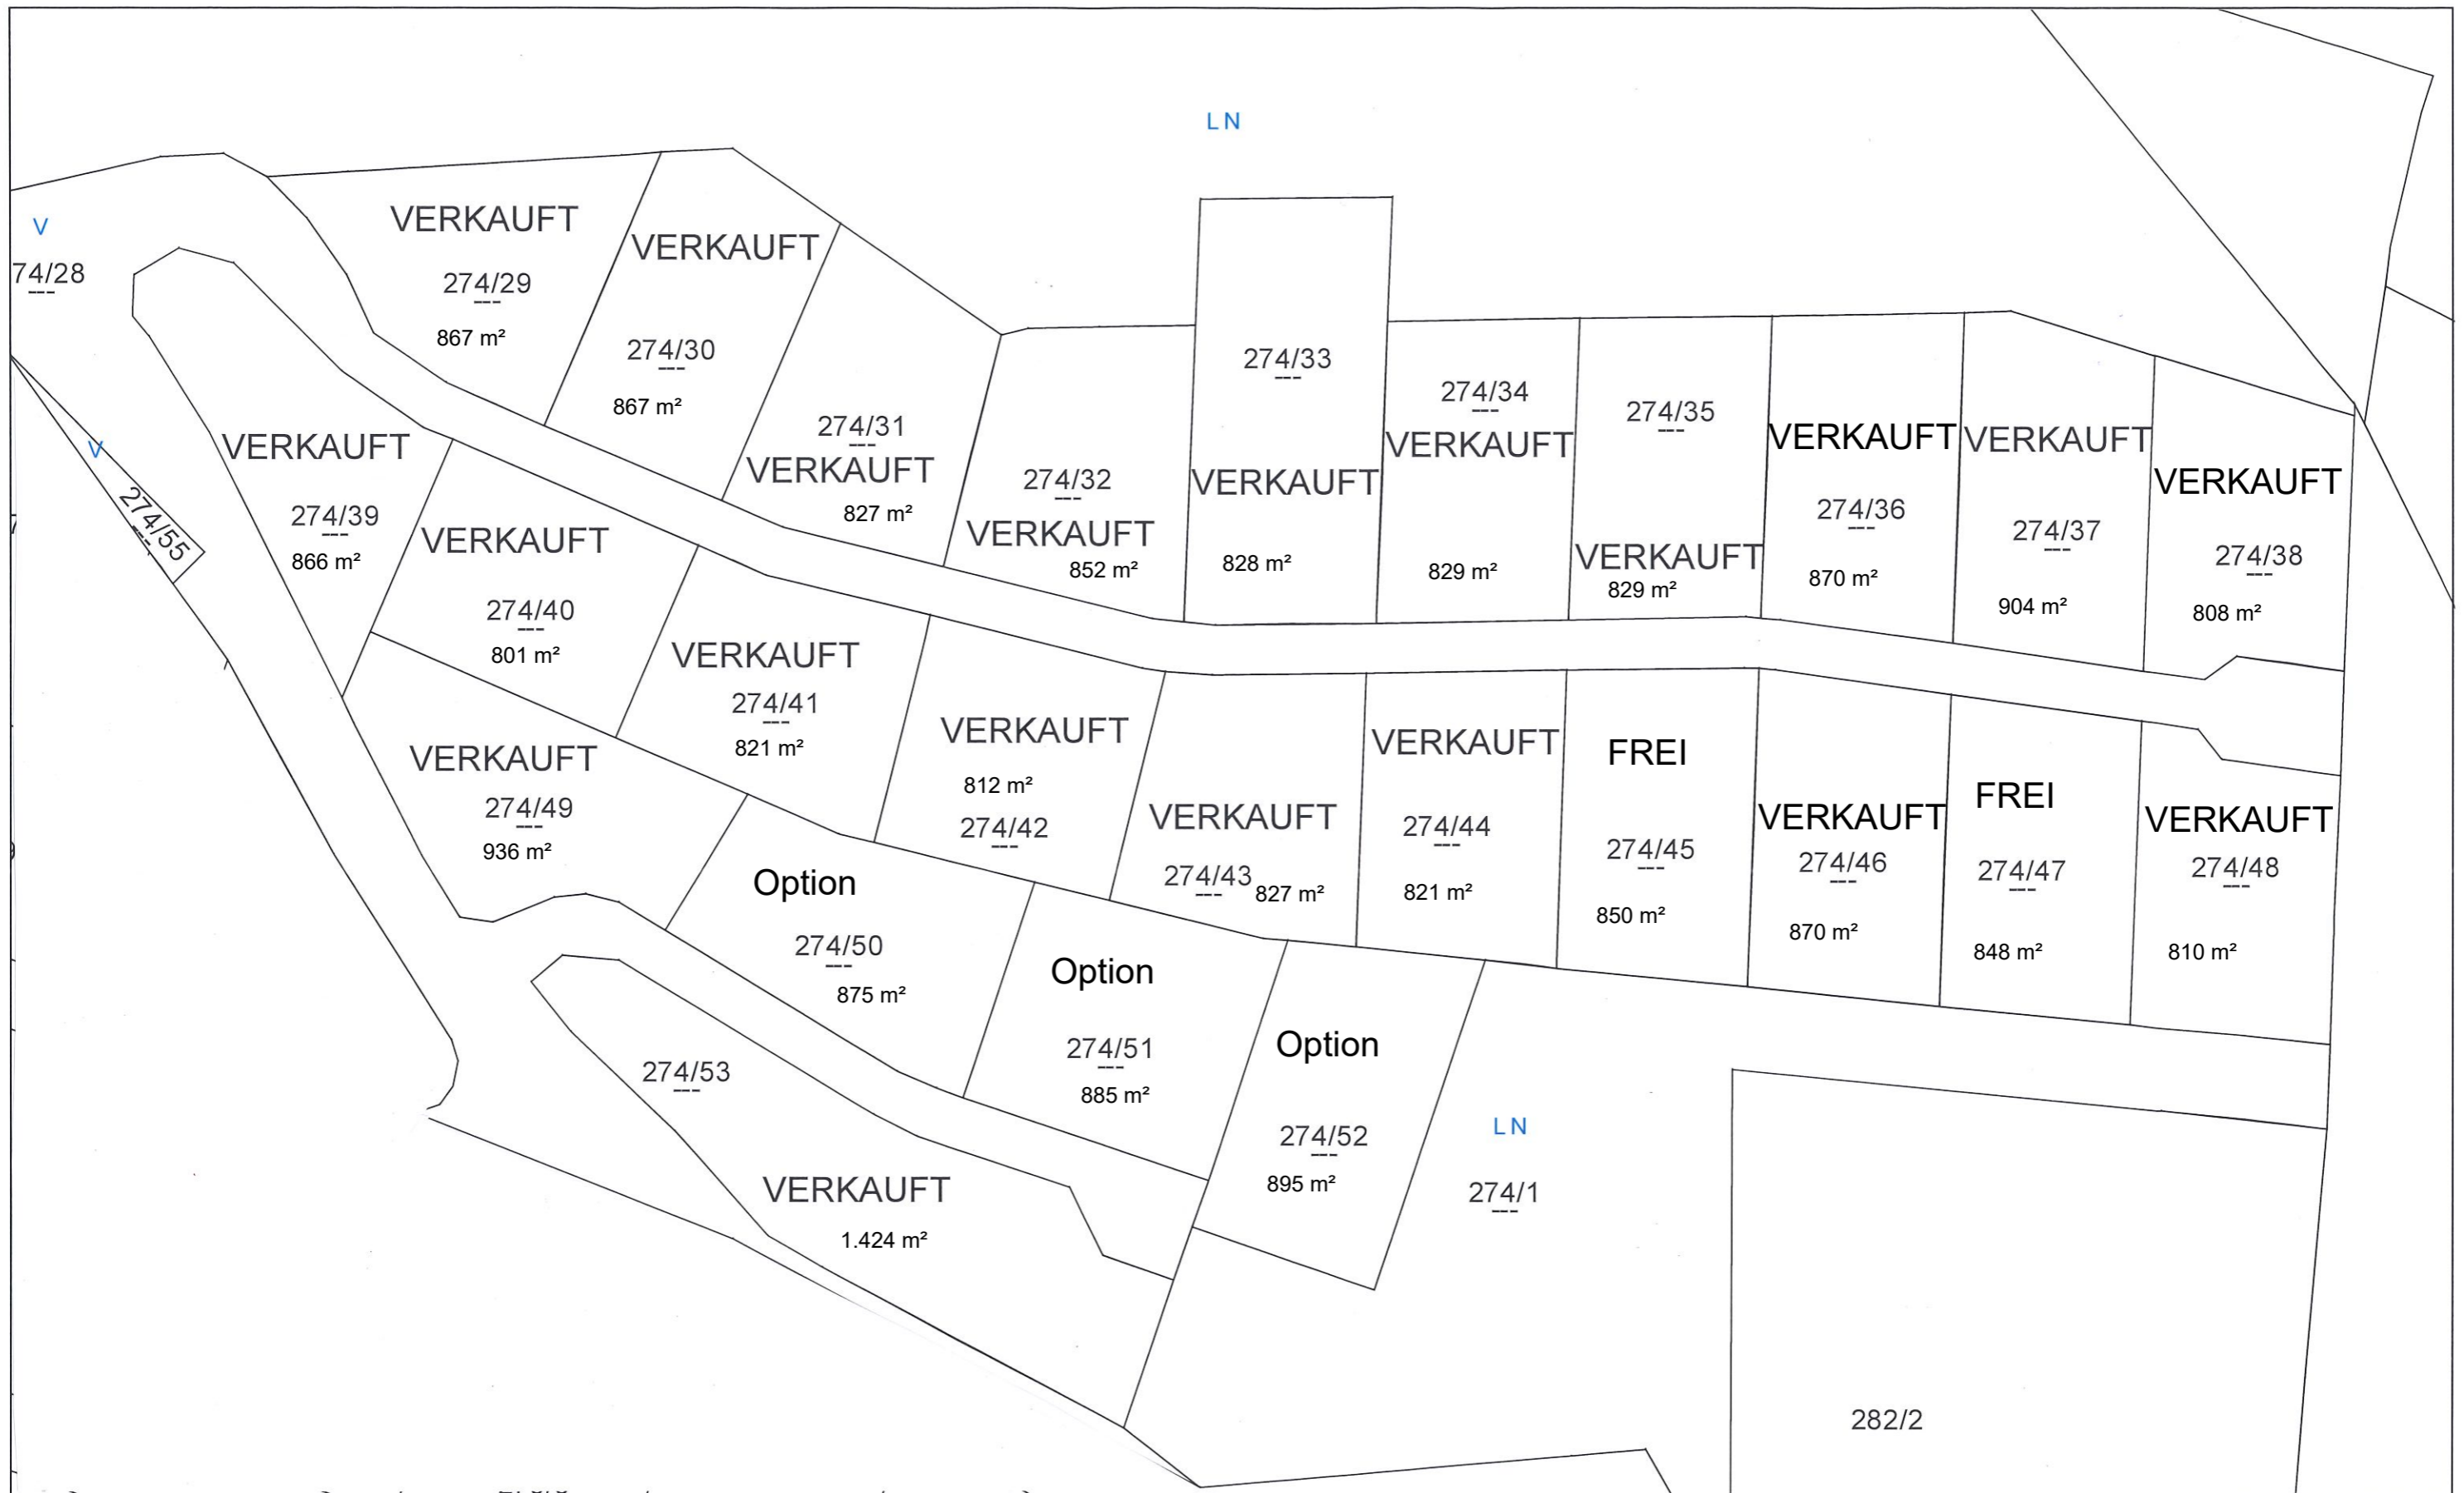 LN
V
74/28
VERKAUFT
274/29
867 m²
VERKAUFT
274/30
867 m²
274/31
VERKAUFT
827 m²
274/32
VERKAUFT
852 m²
274/33
VERKAUFT
828 m²
274/34
VERKAUFT
829 m²
274/35
VERKAUFT
829 m²
VERKAUFT
274/36
870 m²
VERKAUFT
274/37
904 m²
VERKAUFT
274/38
808 m²
V
274/55
VERKAUFT
274/39
866 m²
VERKAUFT
274/40
801 m²
VERKAUFT
274/41
821 m²
VERKAUFT
812 m²
274/42
VERKAUFT
274/43 827 m²
VERKAUFT
274/44
821 m²
FREI
274/45
850 m²
VERKAUFT
274/46
870 m²
FREI
274/47
848 m²
VERKAUFT
274/48
810 m²
VERKAUFT
274/49
936 m²
Option
274/50
875 m²
Option
274/51
885 m²
Option
274/52
895 m²
274/53
VERKAUFT
1.424 m²
LN
274/1
282/2